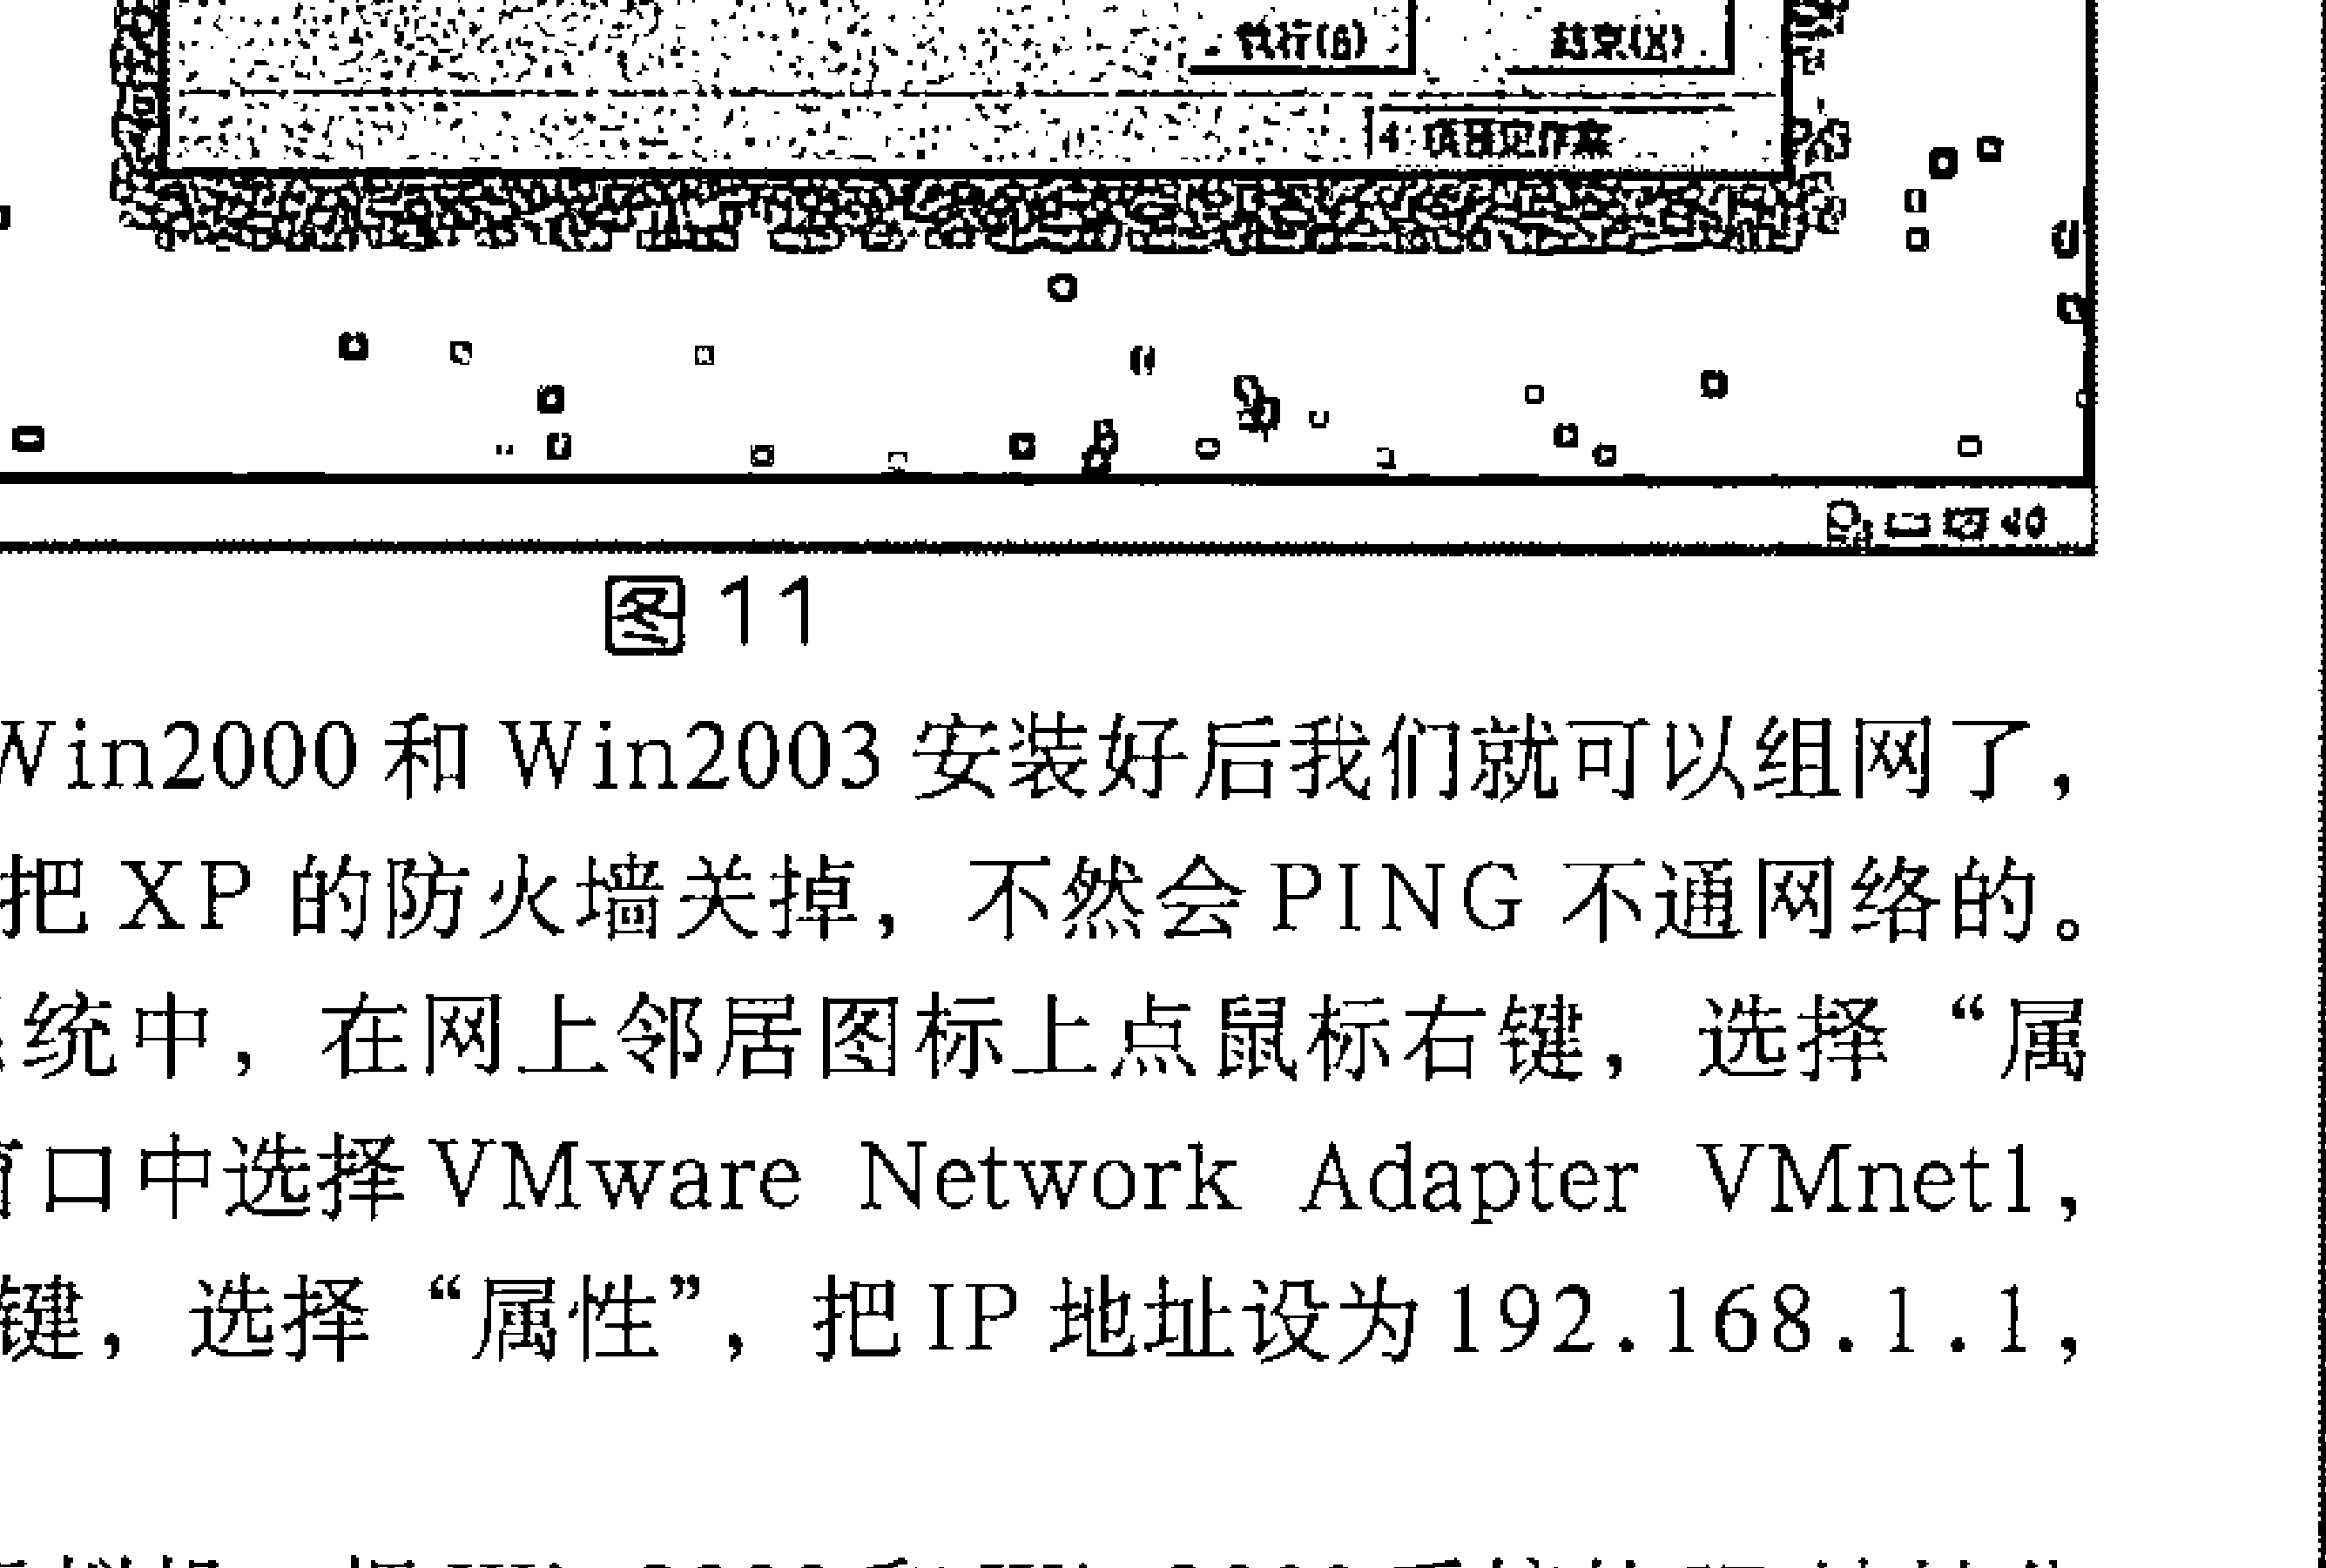 结束(X)
图 11
Win2000 和 Win2003 安装好后我们就可以组网了，
把 XP 的防火墙关掉，不然会 PING 不通网络的。
统中，在网上邻居图标上点鼠标右键，选择“属
口中选择 VMware Network Adapter VMnet1，
键，选择“属性”，把 IP 地址设为 192.168.1.1，